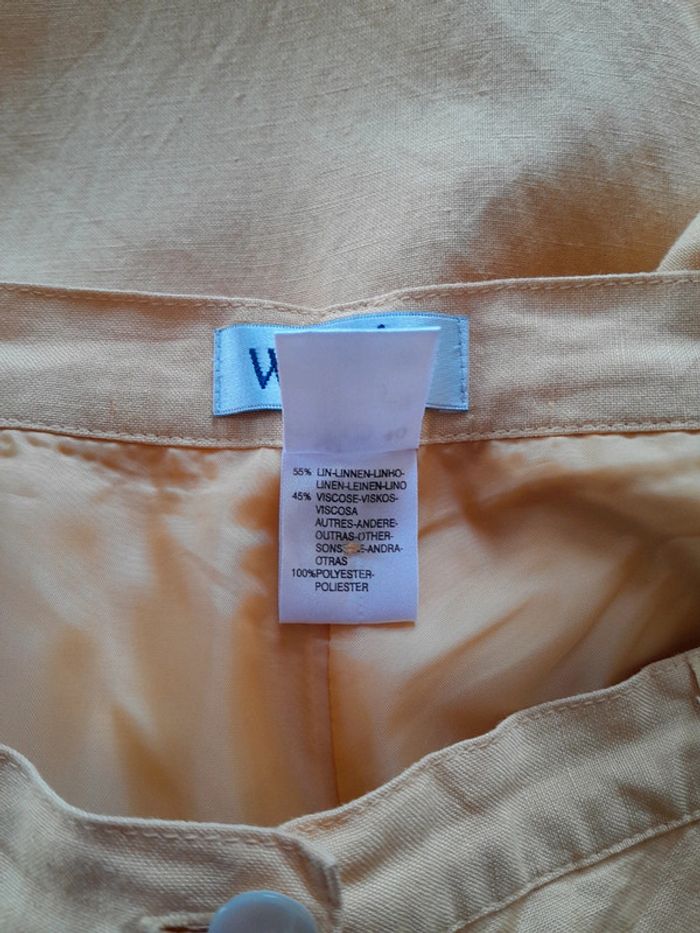 W
55% LIN-LINNEN-LINHO-
LINEN-LEINEN-LINO
45% VISCOSE-VISKOS-
VISCOSA
AUTRES-ANDERE-
OUTRAS-OTHER-
-ANDRA-
OTRAS
100%POLYESTER-
POLIESTER